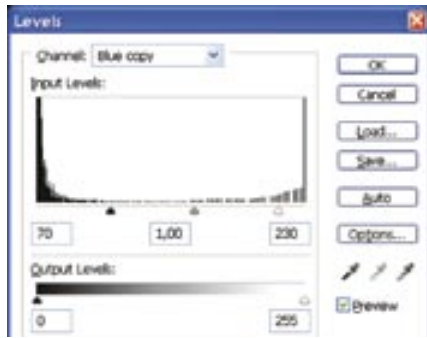 Levels
Channel: Blue copy
Input Levels:
70 1,00 230
Output Levels:
0 255
OK
Cancel
Load...
Save...
Auto
Options...
Preview